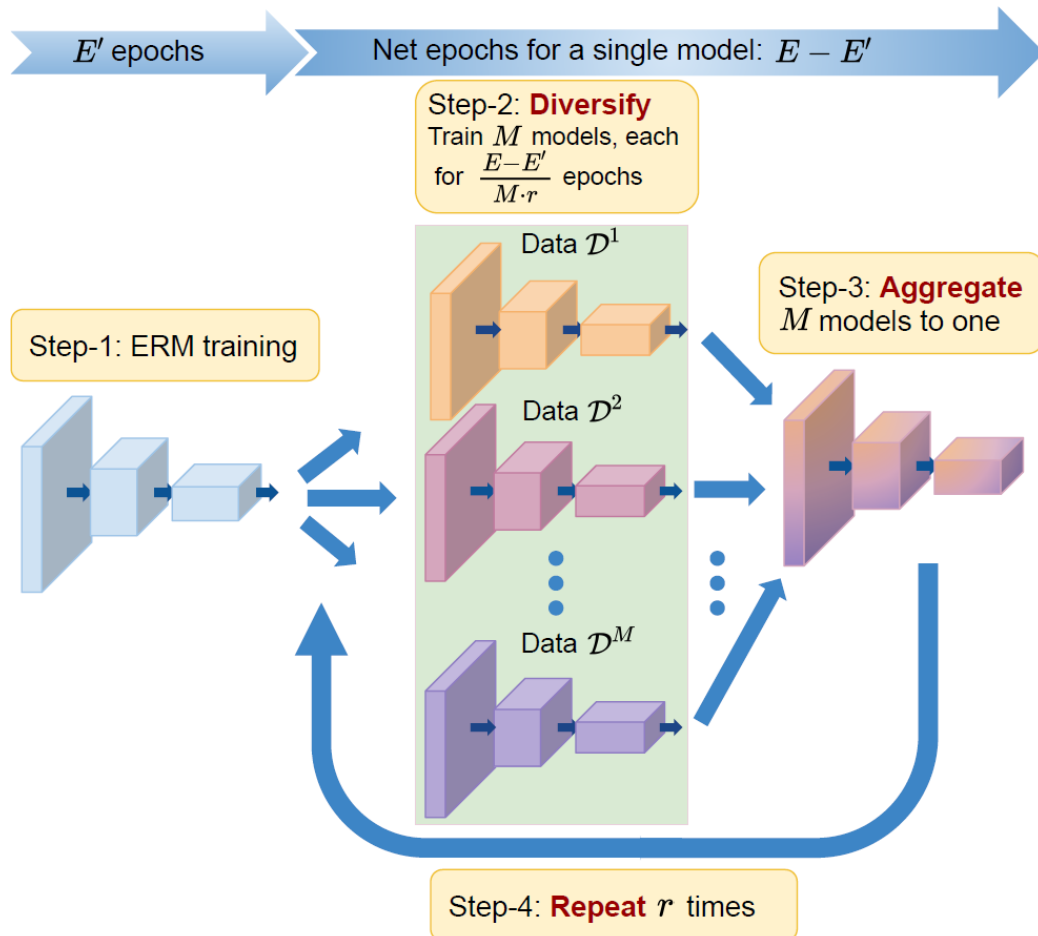 E′ epochs
Net epochs for a single model: E − E′
Step-2: Diversify
Train M models, each
for \frac{E−E′}{M·r} epochs
Data 𝒟¹
Step-3: Aggregate
M models to one
Step-1: ERM training
Data 𝒟²
Data 𝒟ᴹ
Step-4: Repeat r times